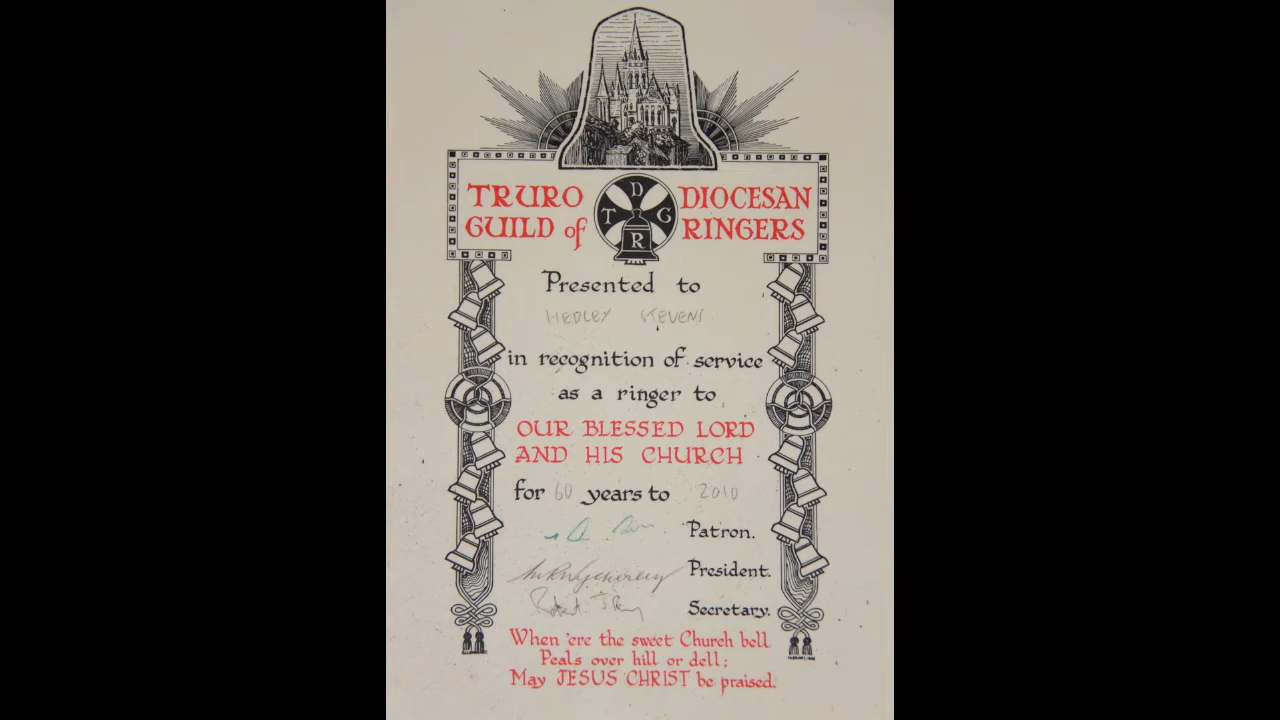 TRURO DIOCESAN
GUILD of RINGERS
D
T G
R
Presented to
HEDLEY STEVENS
in recognition of service
as a ringer to
OUR BLESSED LORD
AND HIS CHURCH
for 60 years to 2010
Patron.
President.
Robert Secretary.
When 'ere the sweet Church bell
Peals over hill or dell;
May JESUS CHRIST be praised.